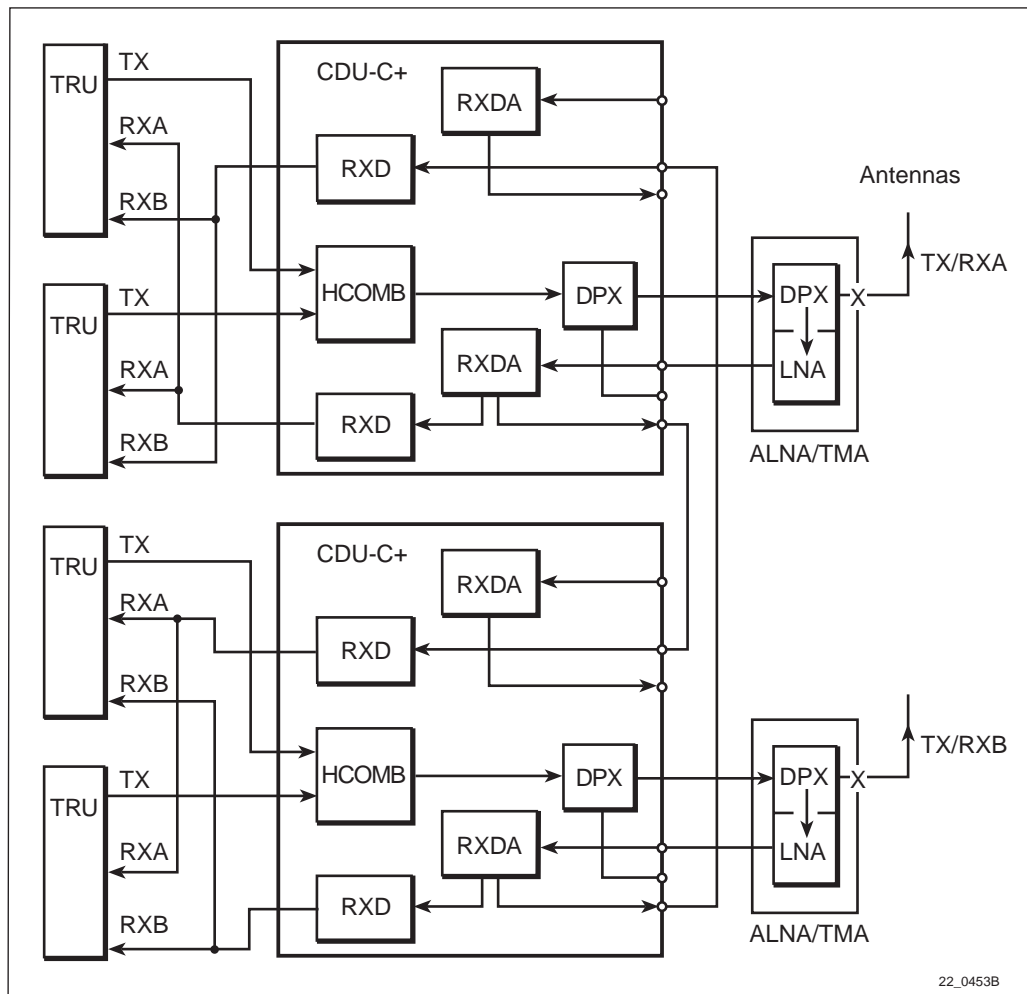 TRU
TX
RXA
RXB
CDU-C+
RXDA
RXD
HCOMB
DPX
RXDA
RXD
TRU
TX
RXA
RXB
Antennas
TX/RXA
DPX
X
LNA
ALNA/TMA
TRU
TX
RXA
RXB
CDU-C+
RXDA
RXD
HCOMB
DPX
RXDA
RXD
TRU
TX
RXA
RXB
TX/RXB
DPX
X
LNA
ALNA/TMA
22_0453B